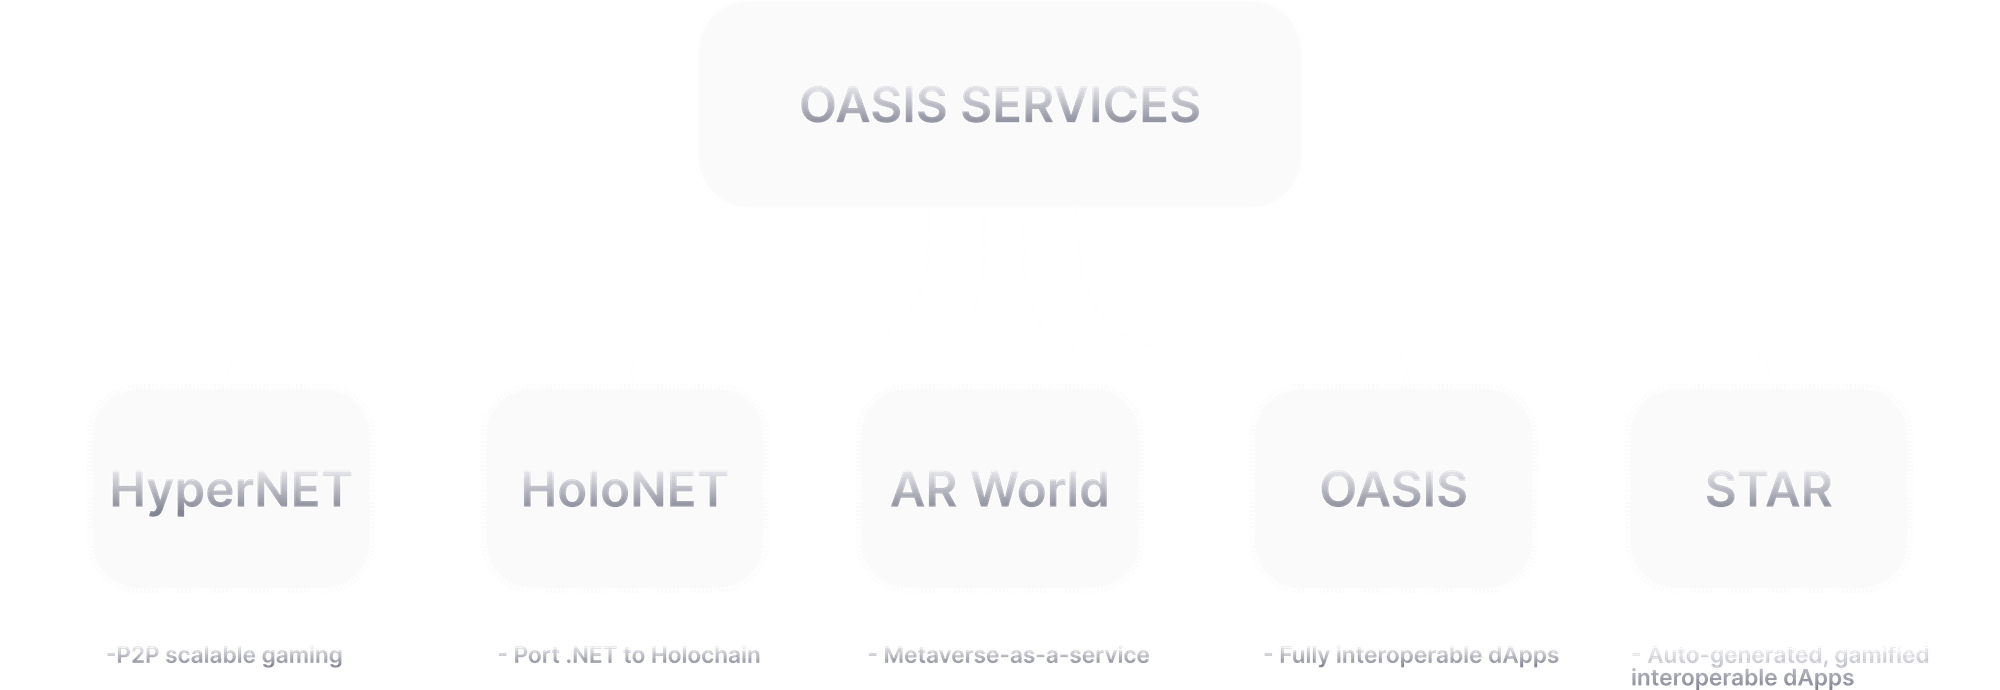 OASIS SERVICES
HyperNET
HoloNET
AR World
OASIS
STAR
-P2P scalable gaming
- Port .NET to Holochain
- Metaverse-as-a-service
- Fully interoperable dApps
- Auto-generated, gamified
interoperable dApps